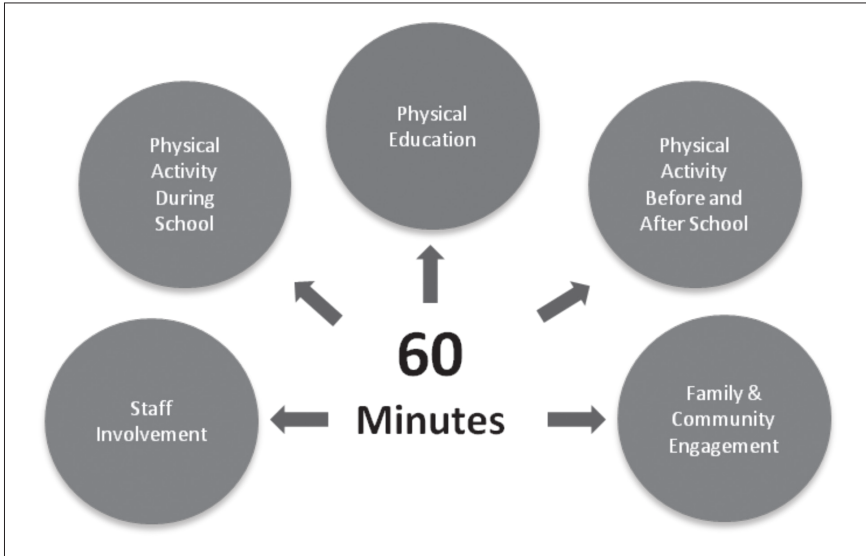 Physical
Education
Physical
Activity
During
School
Physical
Activity
Before and
After School
60
Minutes
Staff
Involvement
Family &
Community
Engagement